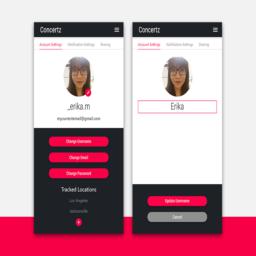 Concertz
Account Settings Notification Settings Sharing
_erika.m
mycurrentemail@gmail.com
Change Username
Change Email
Change Password
Tracked Locations
Los Angeles
Jacksonville
Concertz
Account Settings Notification Settings Sharing
Erika
Update Username
Cancel